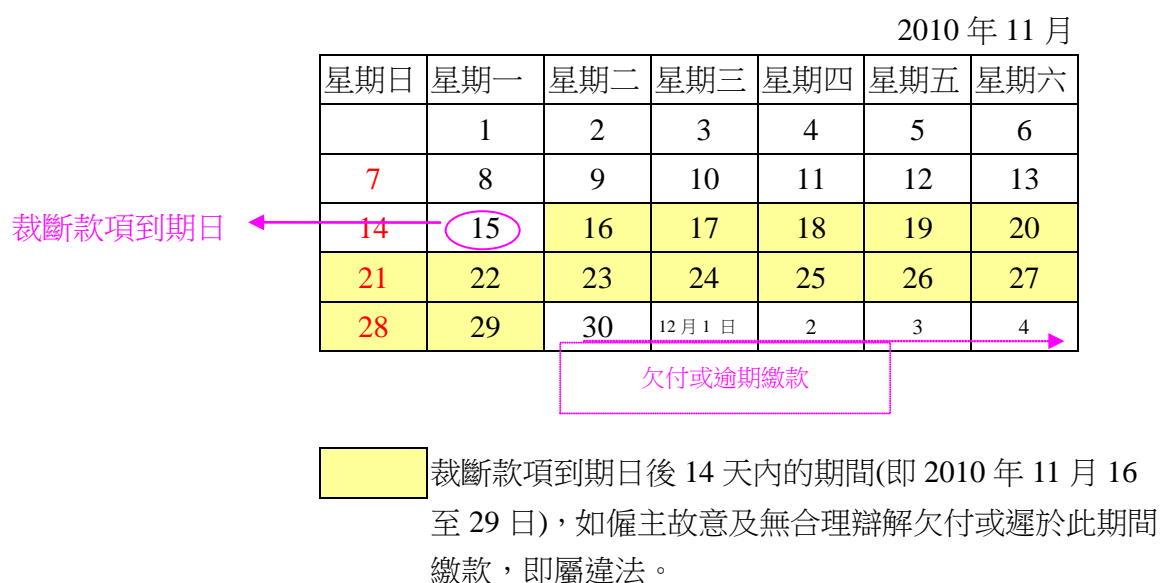 2010 年 11 月
星期日 星期一 星期二 星期三 星期四 星期五 星期六
1 2 3 4 5 6
7 8 9 10 11 12 13
裁斷款項到期日 14 15 16 17 18 19 20
21 22 23 24 25 26 27
28 29 30 12 月 1 日 2 3 4
欠付或逾期繳款
裁斷款項到期日後 14 天內的期間(即 2010 年 11 月 16
至 29 日)，如僱主故意及無合理辯解欠付或遲於此期間
繳款，即屬違法。